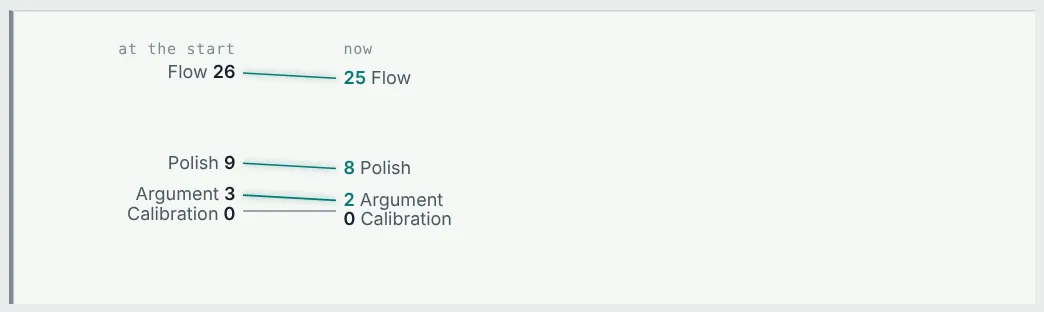 at the start now
Flow 26 25 Flow
Polish 9 8 Polish
Argument 3 2 Argument
Calibration 0 0 Calibration